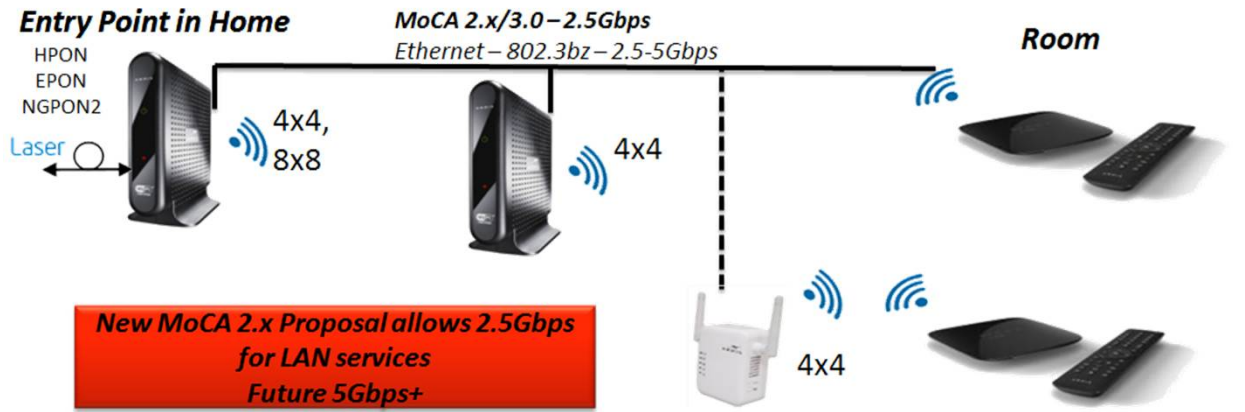 Entry Point in Home
HPON
EPON
NGPON2
Laser
4x4,
8x8
MoCA 2.x/3.0 – 2.5Gbps
Ethernet – 802.3bz – 2.5-5Gbps
4x4
Room
4x4
New MoCA 2.x Proposal allows 2.5Gbps
for LAN services
Future 5Gbps+